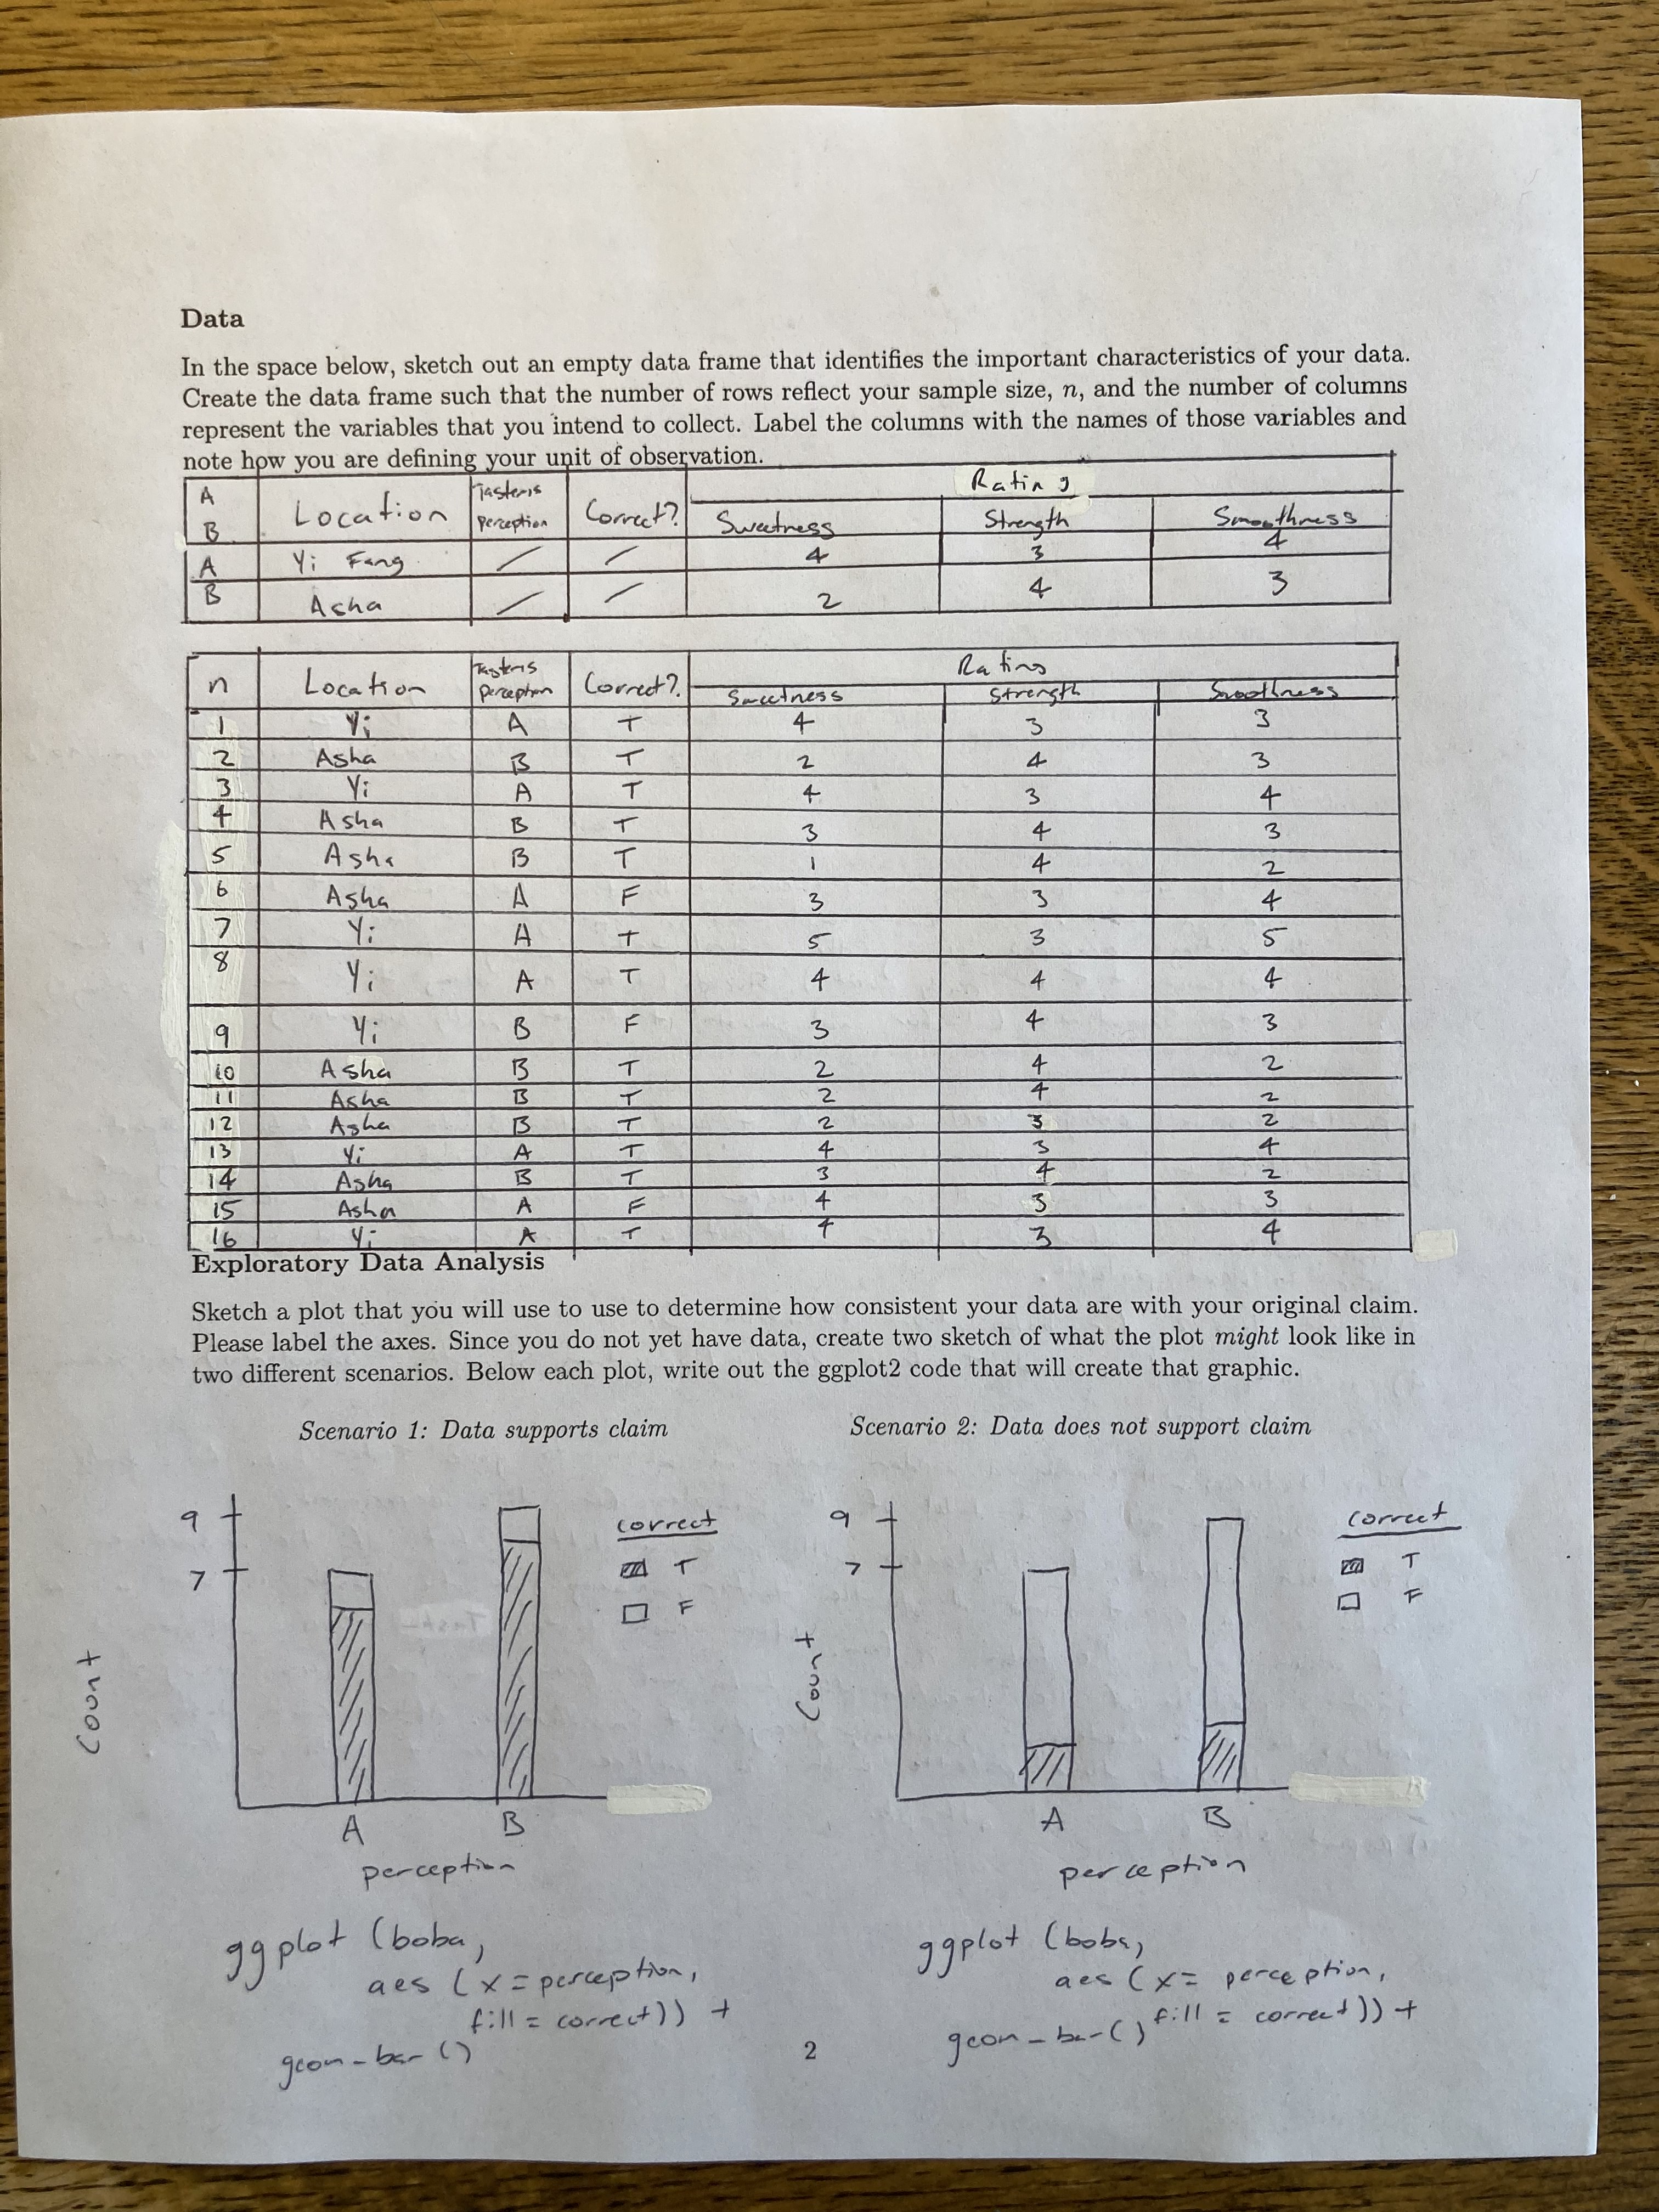 Data
In the space below, sketch out an empty data frame that identifies the important characteristics of your data.
Create the data frame such that the number of rows reflect your sample size, n, and the number of columns
represent the variables that you intend to collect. Label the columns with the names of those variables and
note how you are defining your unit of observation.
A B Location Taster's perception Correct? Rating
Sweetness Strength Smoothness
A Yi Fang / / 4 3 4
B Asha / / 2 4 3
n Location Taster's perception Correct? Rating
Sweetness Strength Smoothness
1 Yi A T 4 3 3
2 Asha B T 2 4 3
3 Yi A T 4 3 4
4 Asha B T 3 4 3
5 Asha B T 1 4 2
6 Asha A F 3 3 4
7 Yi A T 5 3 5
8 Yi A T 4 4 4
9 Yi B F 3 4 3
10 Asha B T 2 4 2
11 Asha B T 2 4 2
12 Asha B T 2 3 2
13 Yi A T 4 3 4
14 Asha B T 3 4 2
15 Asha A F 4 3 3
16 Yi A T 4 3 4
Exploratory Data Analysis
Sketch a plot that you will use to use to determine how consistent your data are with your original claim.
Please label the axes. Since you do not yet have data, create two sketch of what the plot might look like in
two different scenarios. Below each plot, write out the ggplot2 code that will create that graphic.
Scenario 1: Data supports claim
9
7
Count
A B
perception
correct
T
F
ggplot (boba,
aes (x = perception,
fill = correct)) +
geom_bar ()
Scenario 2: Data does not support claim
9
7
Count
A B
perception
correct
T
F
ggplot (boba,
aes (x = perception,
fill = correct)) +
geom_bar ()
2